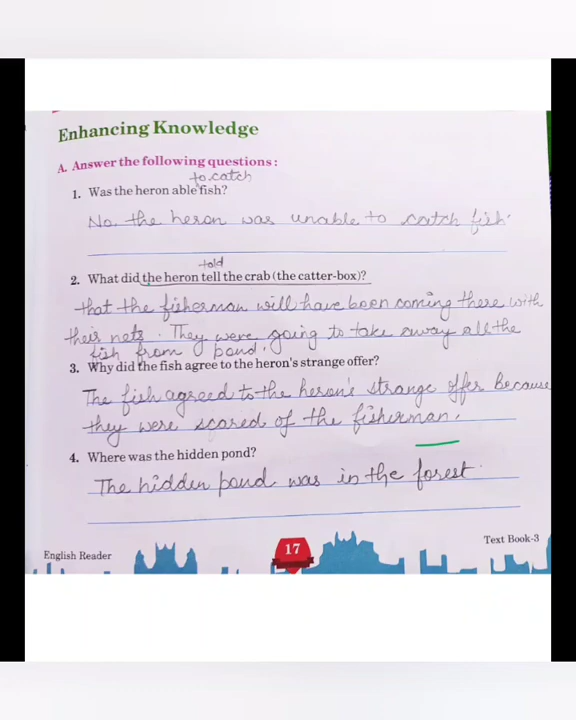 Enhancing Knowledge
A. Answer the following questions :
to catch
1. Was the heron able fish?
No. the heron was unable to catch fish.
told
2. What did the heron tell the crab (the catter-box)?
that the fisherman will have been coming there with
their nets. They were going to take away all the
fish from pond.
3. Why did the fish agree to the heron's strange offer?
The fish agreed to the heron's strange offer Because
they were scared of the fisherman.
4. Where was the hidden pond?
The hidden pond was in the forest.
English Reader
17
Text Book-3